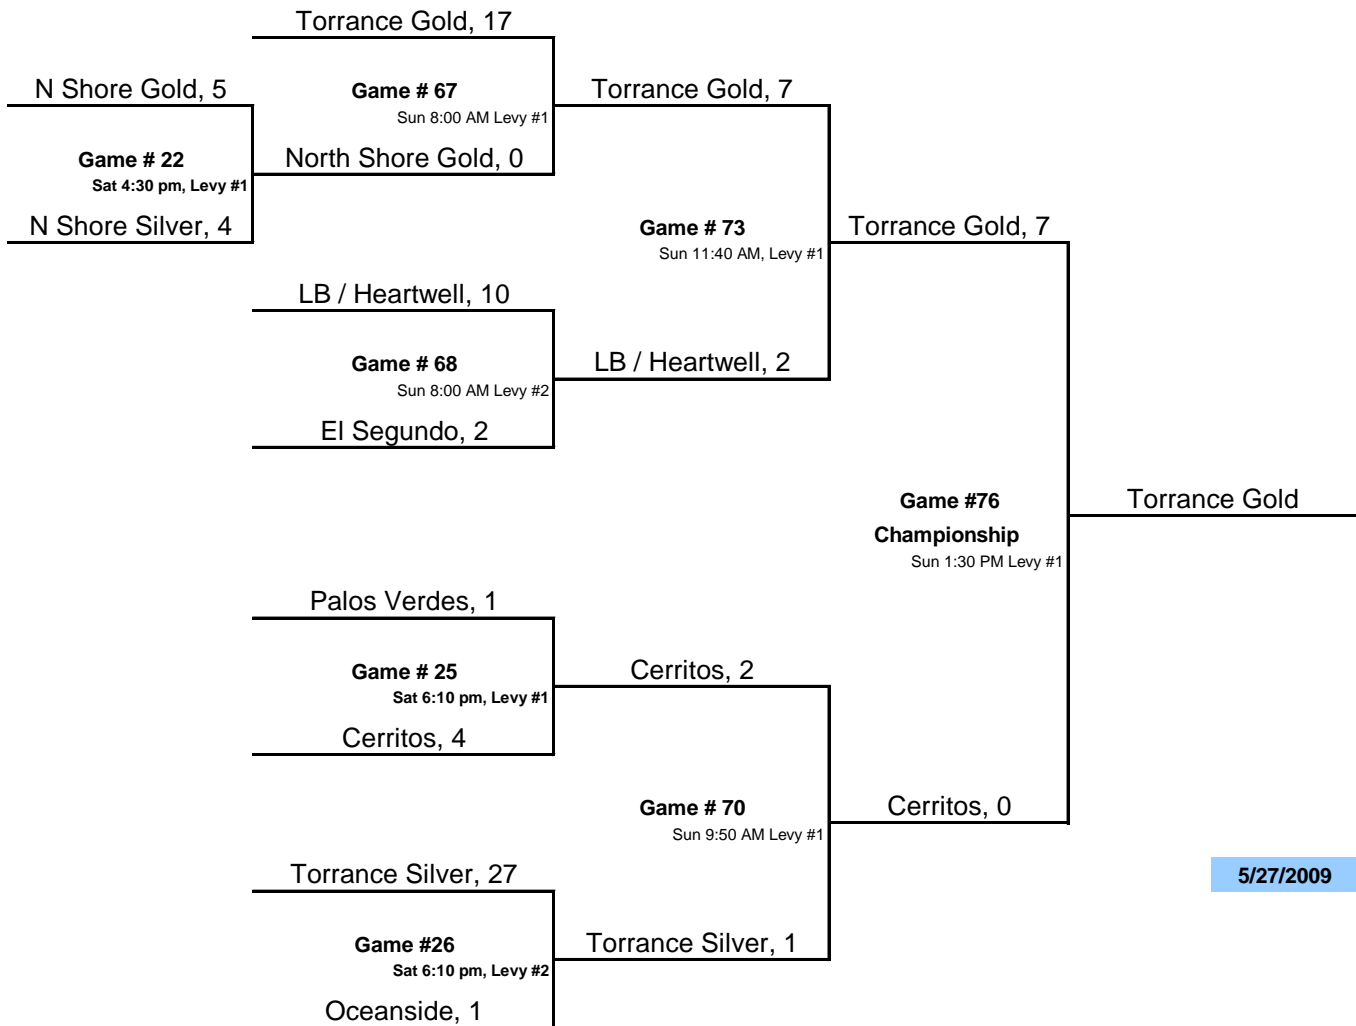 Torrance Gold, 17
N Shore Gold, 5
Game # 67
Torrance Gold, 7
Sun 8:00 AM Levy #1
Game # 22
North Shore Gold, 0
Sat 4:30 pm, Levy #1
N Shore Silver, 4
Game # 73
Torrance Gold, 7
Sun 11:40 AM, Levy #1
LB / Heartwell, 10
Game # 68
LB / Heartwell, 2
Sun 8:00 AM Levy #2
El Segundo, 2
Game #76
Torrance Gold
Championship
Sun 1:30 PM Levy #1
Palos Verdes, 1
Game # 25
Cerritos, 2
Sat 6:10 pm, Levy #1
Cerritos, 4
Game # 70
Cerritos, 0
Sun 9:50 AM Levy #1
Torrance Silver, 27
5/27/2009
Game #26
Torrance Silver, 1
Sat 6:10 pm, Levy #2
Oceanside, 1